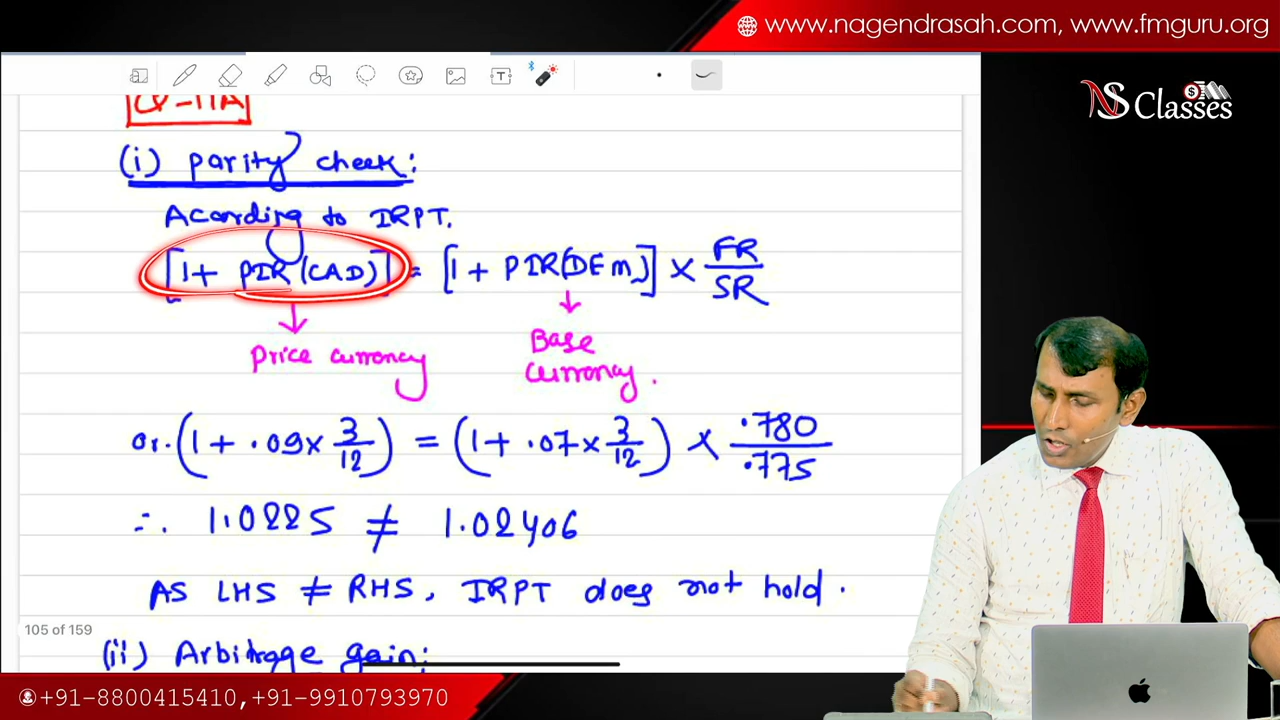 www.nagendrasah.com, www.fmguru.org
NS Classes
Q-11A
(i) parity check:
Acording to IRPT.
[1+ PIR (CAD)] = [1 + PIR(DEM)] × FR/SR
Price currency
Base currency.
or. (1 + .09 × 3/12) = (1 + .07 × 3/12) × .780/.775
∴ 1.0225 ≠ 1.02406
AS LHS ≠ RHS, IRPT does not hold.
105 of 159
(ii) Arbitrage gain:
+91-8800415410,+91-9910793970